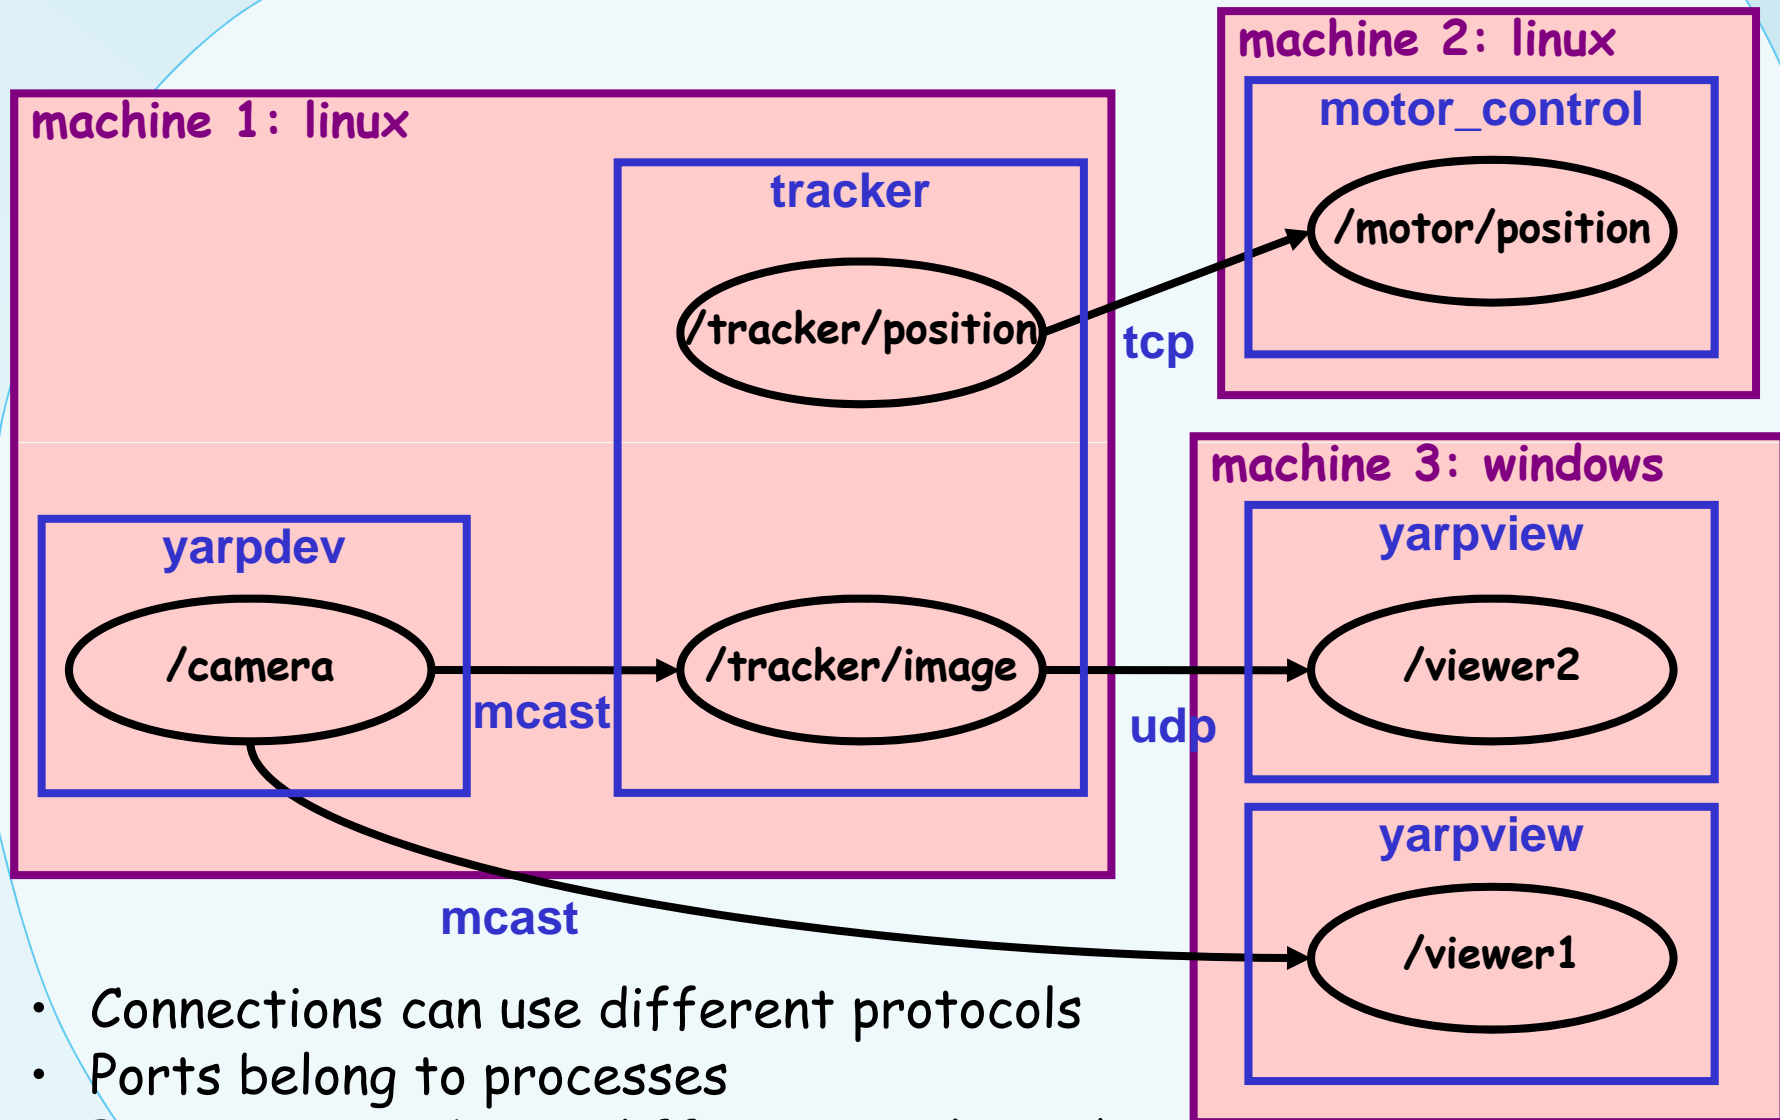 machine 2: linux
motor_control
/motor/position
machine 1: linux
tracker
/tracker/position
tcp
machine 3: windows
yarpview
/viewer2
yarpdev
/camera
mcast
/tracker/image
udp
yarpview
/viewer1
mcast
• Connections can use different protocols
• Ports belong to processes